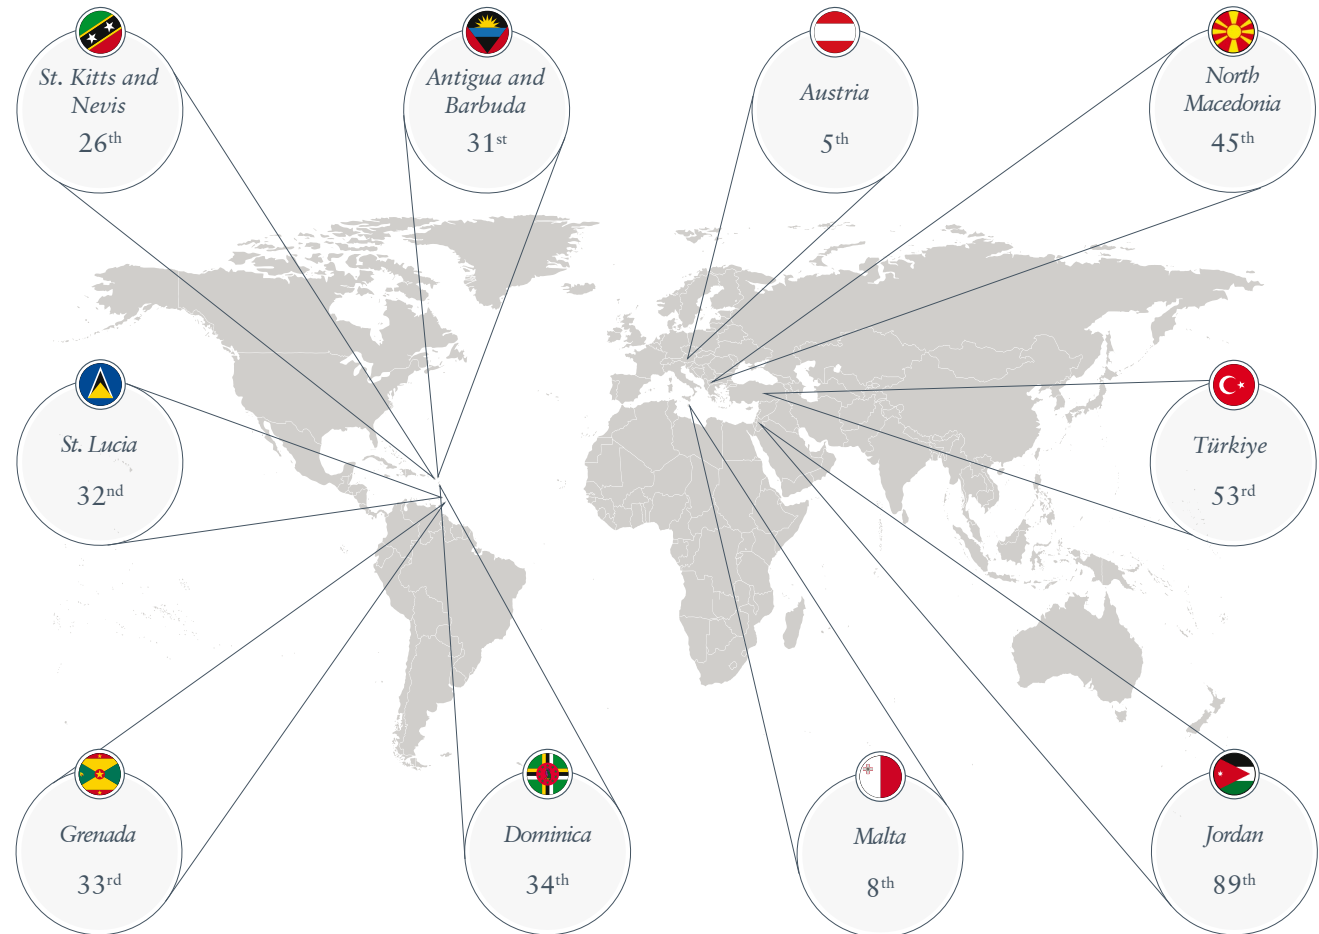 St. Kitts and
Nevis
26th
Antigua and
Barbuda
31st
Austria
5th
North
Macedonia
45th
St. Lucia
32nd
Türkiye
53rd
Grenada
33rd
Dominica
34th
Malta
8th
Jordan
89th